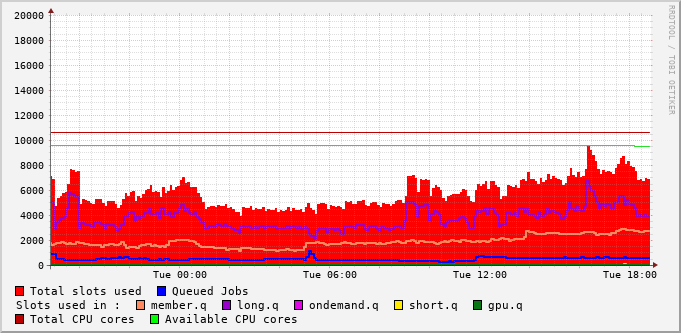 20000
18000
16000
14000
12000
10000
8000
6000
4000
2000
0
Tue 00:00 Tue 06:00 Tue 12:00 Tue 18:00
RRDTOOL / TOBI OETIKER
Total slots used Queued Jobs
Slots used in : member.q long.q ondemand.q short.q gpu.q
Total CPU cores Available CPU cores